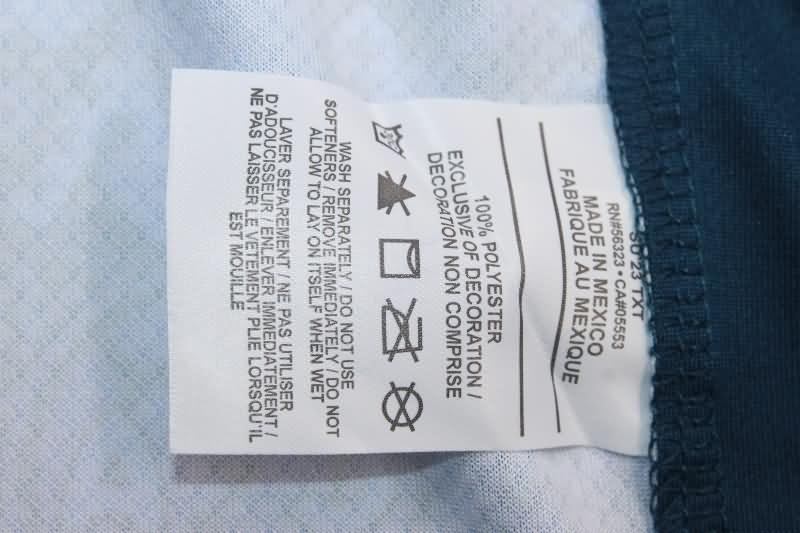 SU 23 TXT
RN#56323 • CA#05553
MADE IN MEXICO
FABRIQUE AU MEXIQUE
100% POLYESTER
EXCLUSIVE OF DECORATION /
DECORATION NON COMPRISE
WASH SEPARATELY / DO NOT USE
SOFTENERS / REMOVE IMMEDIATELY / DO NOT
ALLOW TO LAY ON ITSELF WHEN WET
LAVER SEPAREMENT / NE PAS UTILISER
D'ADOUCISSEUR / ENLEVER IMMEDIATEMENT /
NE PAS LAISSER LE VETEMENT PLIE LORSQU'IL
EST MOUILLE